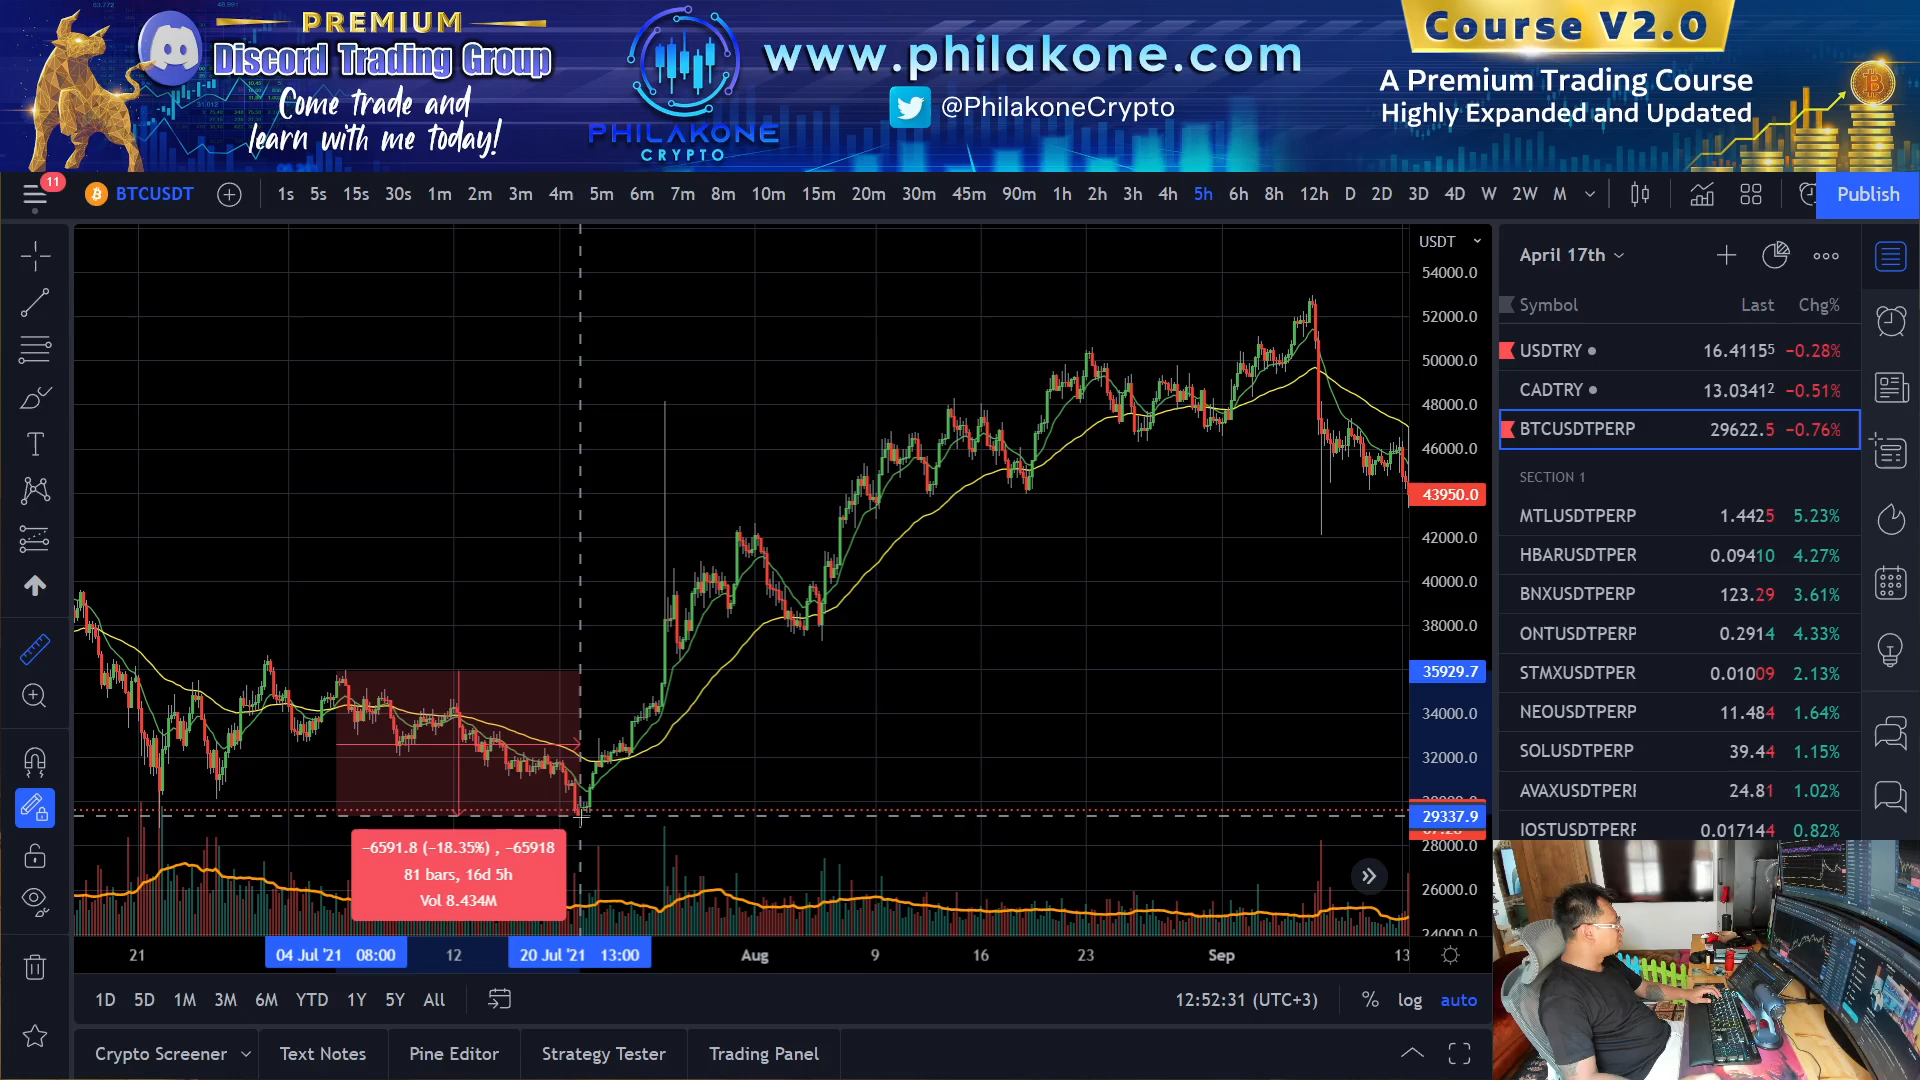 PREMIUM
Discord Trading Group
Come trade and
learn with me today!
PHILAKONE
CRYPTO
www.philakone.com
@PhilakoneCrypto
Course V2.0
A Premium Trading Course
Highly Expanded and Updated
11
BTCUSDT
1s 5s 15s 30s 1m 2m 3m 4m 5m 6m 7m 8m 10m 15m 20m 30m 45m 90m 1h 2h 3h 4h 5h 6h 8h 12h D 2D 3D 4D W 2W M
Publish
USDT
54000.0
52000.0
50000.0
48000.0
46000.0
43950.0
42000.0
40000.0
38000.0
35929.7
34000.0
32000.0
29337.9
28000.0
26000.0
24000.0
−6591.8 (−18.35%) , −65918
81 bars, 16d 5h
Vol 8.434M
21 04 Jul '21 08:00 12 20 Jul '21 13:00 Aug 9 16 23 Sep 13
1D 5D 1M 3M 6M YTD 1Y 5Y All
12:52:31 (UTC+3) % log auto
Crypto Screener Text Notes Pine Editor Strategy Tester Trading Panel
April 17th
Symbol Last Chg%
USDTRY 16.4115⁵ −0.28%
CADTRY 13.0341² −0.51%
BTCUSDTPERP 29622.5 −0.76%
SECTION 1
MTLUSDTPERP 1.4425 5.23%
HBARUSDTPER 0.09410 4.27%
BNXUSDTPERP 123.29 3.61%
ONTUSDTPERP 0.2914 4.33%
STMXUSDTPER 0.01009 2.13%
NEOUSDTPERP 11.484 1.64%
SOLUSDTPERP 39.44 1.15%
AVAXUSDTPERI 24.81 1.02%
IOSTUSDTPERF 0.017144 0.82%